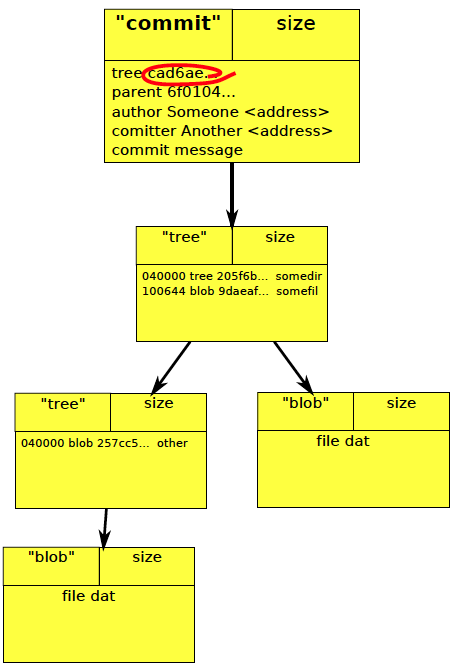 "commit" size
tree cad6ae...
parent 6f0104...
author Someone <address>
comitter Another <address>
commit message
"tree" size
040000 tree 205f6b... somedir
100644 blob 9daeaf... somefil
"tree" size
040000 blob 257cc5... other
"blob" size
file dat
"blob" size
file dat